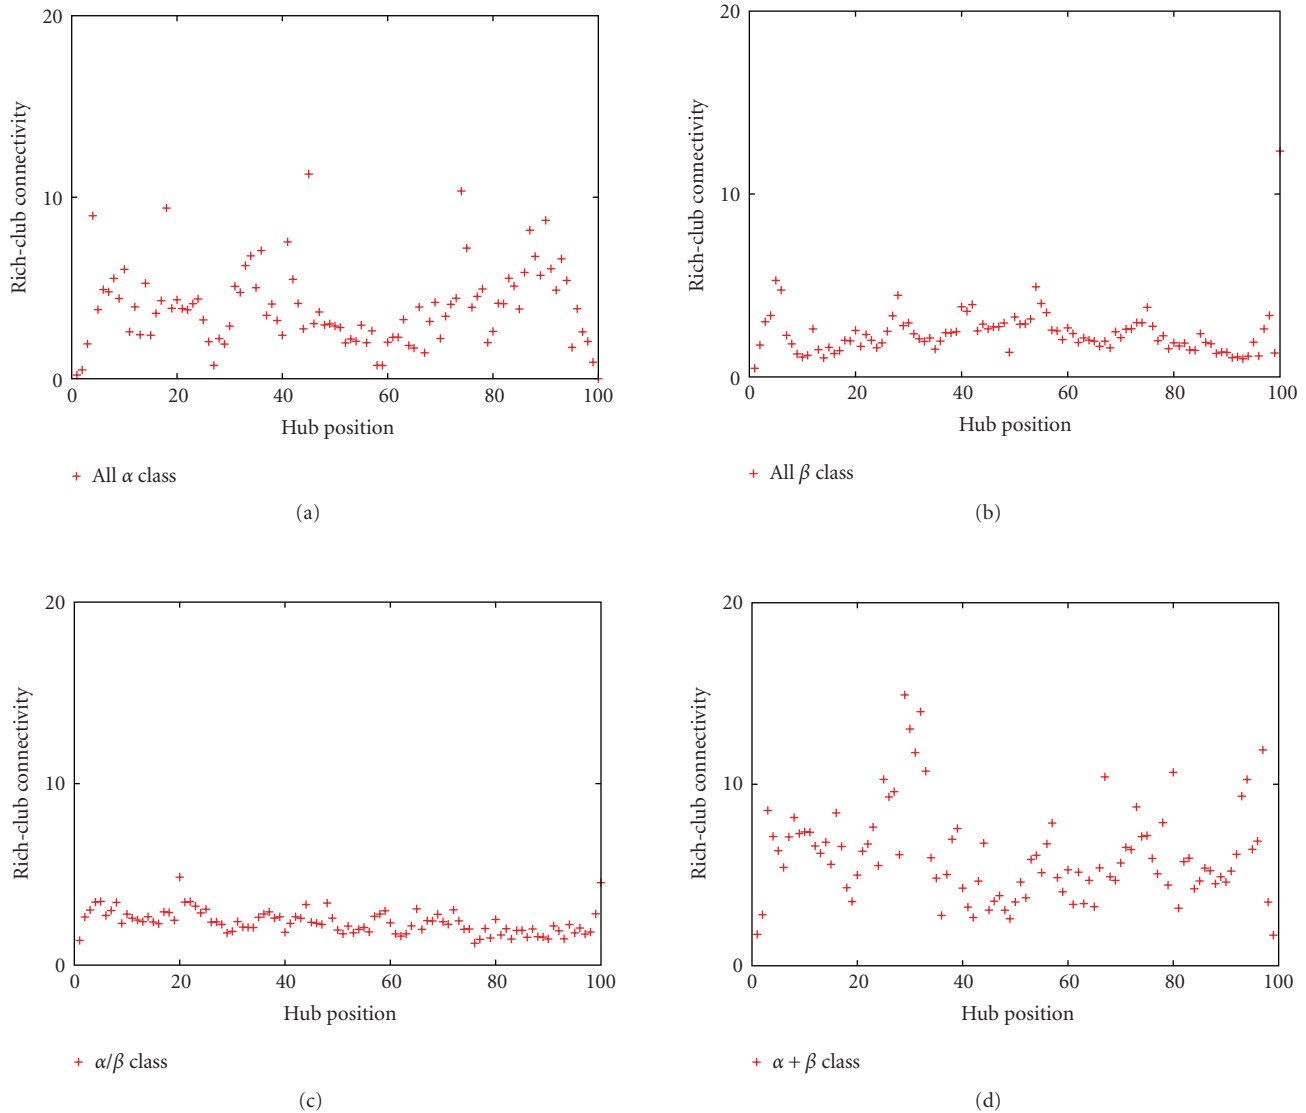 20
10
0
0 20 40 60 80 100
Rich-club connectivity
Hub position
+ All α class
(a)
20
10
0
0 20 40 60 80 100
Rich-club connectivity
Hub position
+ All β class
(b)
20
10
0
0 20 40 60 80 100
Rich-club connectivity
Hub position
+ α/β class
(c)
20
10
0
0 20 40 60 80 100
Rich-club connectivity
Hub position
+ α + β class
(d)